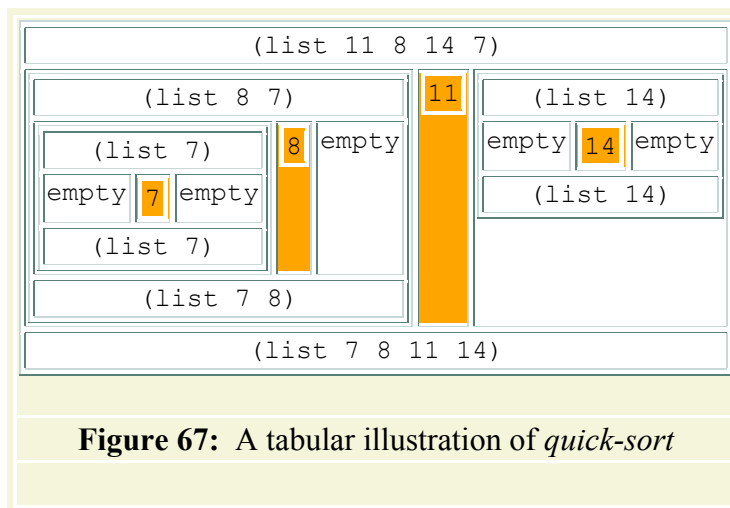 (list 11 8 14 7)
(list 8 7) 11 (list 14)
(list 7) 8 empty empty 14 empty
empty 7 empty (list 14)
(list 7)
(list 7 8)
(list 7 8 11 14)
Figure 67: A tabular illustration of quick-sort